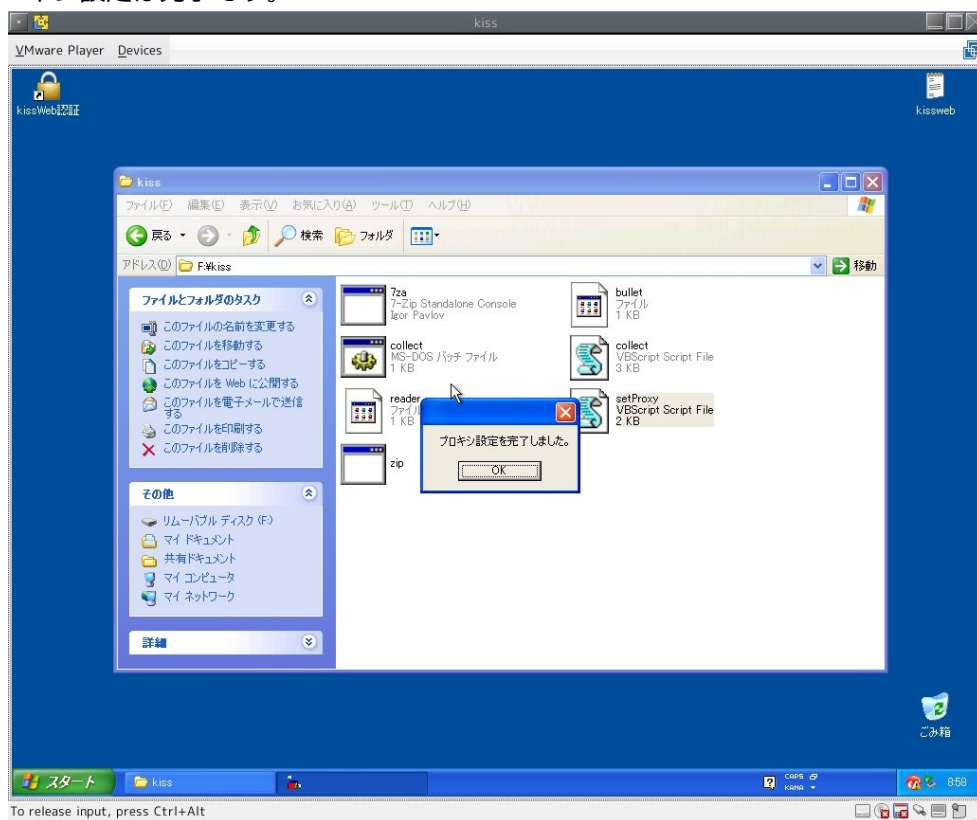 kiss
VMware Player Devices
kissWeb認証
kissweb
kiss
ファイル(F) 編集(E) 表示(V) お気に入り(A) ツール(T) ヘルプ(H)
戻る 検索 フォルダ
アドレス(D) F:¥kiss 移動
ファイルとフォルダのタスク
このファイルの名前を変更する
このファイルを移動する
このファイルをコピーする
このファイルを Web に公開する
このファイルを電子メールで送信する
このファイルを印刷する
このファイルを削除する
その他
リムーバブル ディスク (F:)
マイ ドキュメント
共有ドキュメント
マイ コンピュータ
マイ ネットワーク
詳細
7za
7-Zip Standalone Console
Igor Pavlov
bullet
ファイル
1 KB
collect
MS-DOS バッチ ファイル
1 KB
collect
VBScript Script File
3 KB
reader
ファイル
1 KB
setProxy
VBScript Script File
2 KB
zip
プロキシ設定を完了しました。
OK
ごみ箱
スタート kiss CAPS KANA 8:58
To release input, press Ctrl+Alt